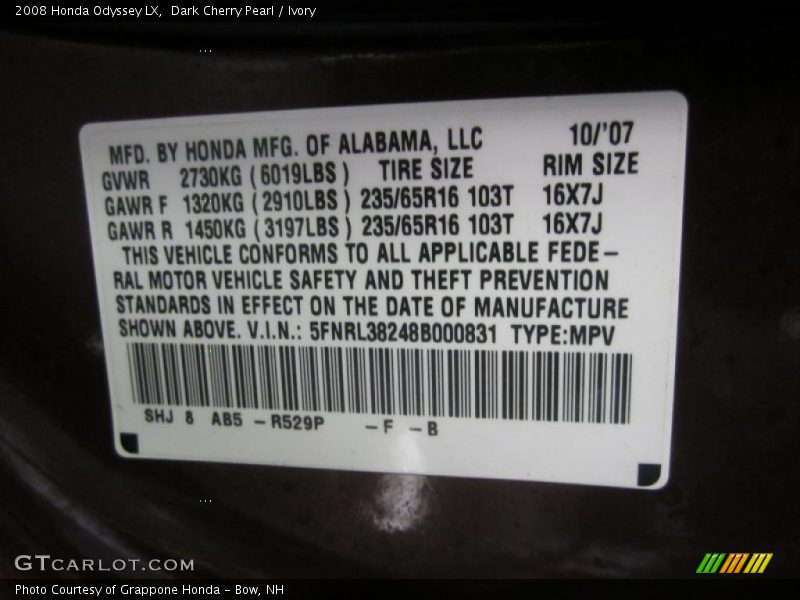 2008 Honda Odyssey LX, Dark Cherry Pearl / Ivory
MFD. BY HONDA MFG. OF ALABAMA, LLC 10/'07
GVWR 2730KG (6019LBS) TIRE SIZE RIM SIZE
GAWR F 1320KG (2910LBS) 235/65R16 103T 16X7J
GAWR R 1450KG (3197LBS) 235/65R16 103T 16X7J
THIS VEHICLE CONFORMS TO ALL APPLICABLE FEDE-
RAL MOTOR VEHICLE SAFETY AND THEFT PREVENTION
STANDARDS IN EFFECT ON THE DATE OF MANUFACTURE
SHOWN ABOVE. V.I.N.: 5FNRL38248B000831 TYPE:MPV
SHJ 8 AB5 -R529P -F -B
GTCARLOT.COM
Photo Courtesy of Grappone Honda - Bow, NH